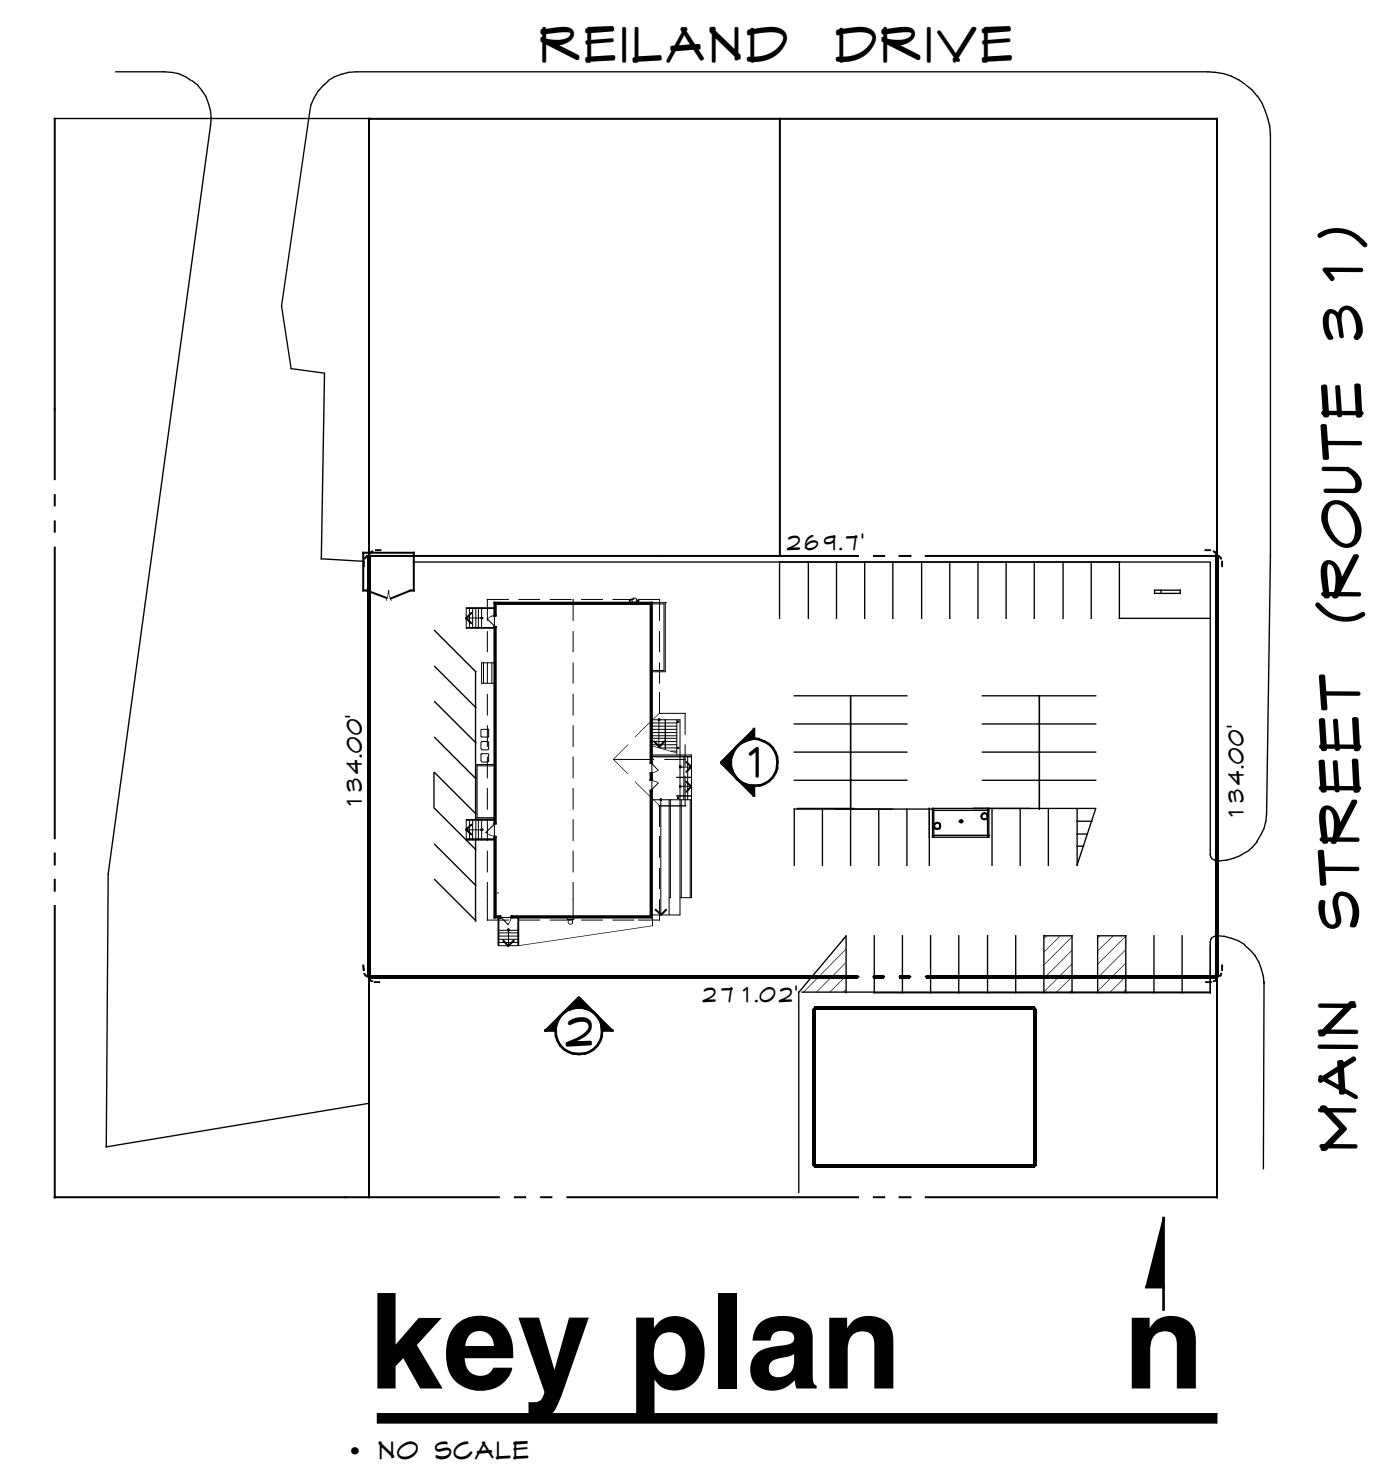 REILAND DRIVE
MAIN STREET (ROUTE 31)
269.7'
134.00'
134.00'
1
271.02'
2
key plan n
• NO SCALE